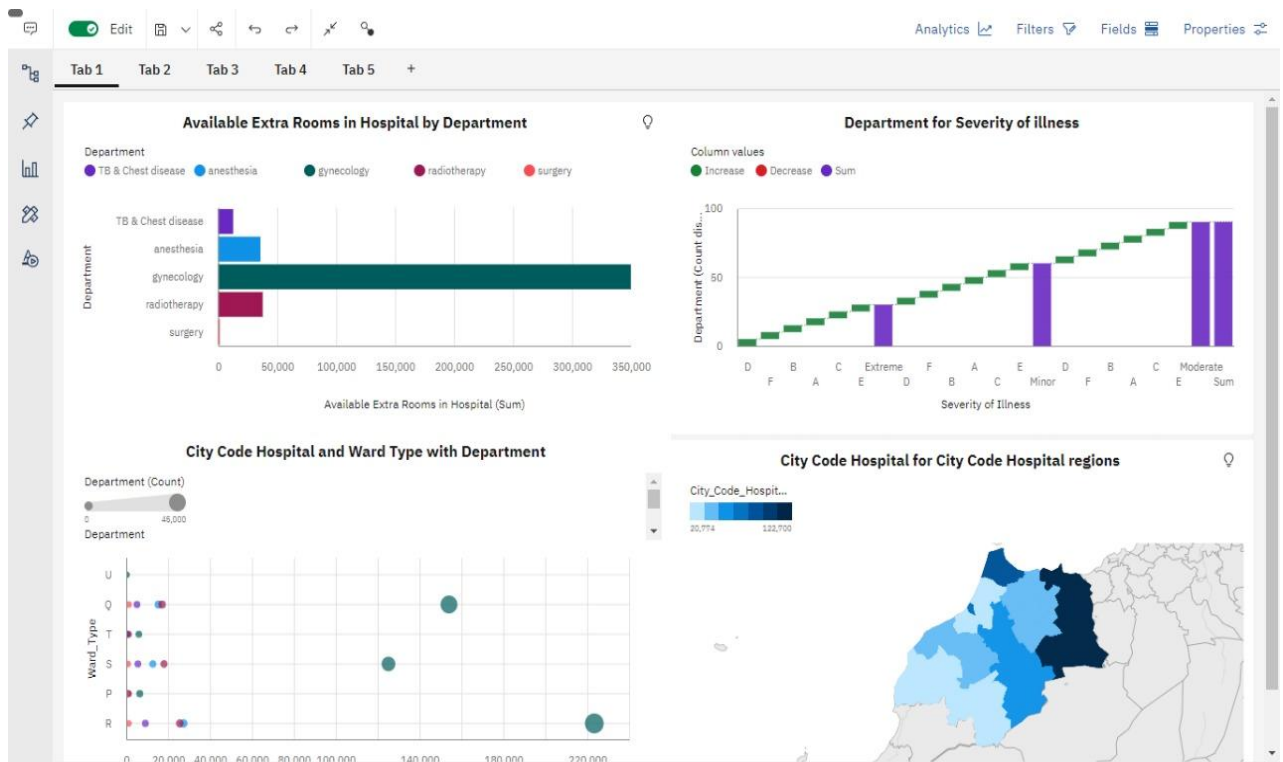 Edit
Analytics Filters Fields Properties
Tab 1 Tab 2 Tab 3 Tab 4 Tab 5 +
Available Extra Rooms in Hospital by Department
Department
TB & Chest disease anesthesia gynecology radiotherapy surgery
Department
TB & Chest disease
anesthesia
gynecology
radiotherapy
surgery
0 50,000 100,000 150,000 200,000 250,000 300,000 350,000
Available Extra Rooms in Hospital (Sum)
Department for Severity of illness
Column values
Increase Decrease Sum
Department (Count dis...
100
50
0
D B C Extreme F A E D B C Moderate
F A E D B C Minor F A E Sum
Severity of Illness
City Code Hospital and Ward Type with Department
Department (Count)
0 45,000
Department
Ward_Type
U
Q
T
S
P
R
0 20,000 40,000 60,000 80,000 100,000 140,000 180,000 220,000
City Code Hospital for City Code Hospital regions
City_Code_Hospit...
20,774 122,700